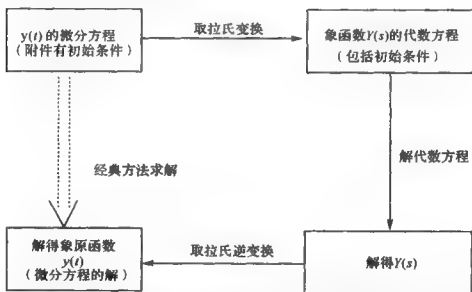 y(t)的微分方程
(附件有初始条件)
取拉氏变换
象函数Y(s)的代数方程
(包括初始条件)
经典方法求解
解代数方程
解得象原函数
y(t)
(微分方程的解)
取拉氏逆变换
解得Y(s)